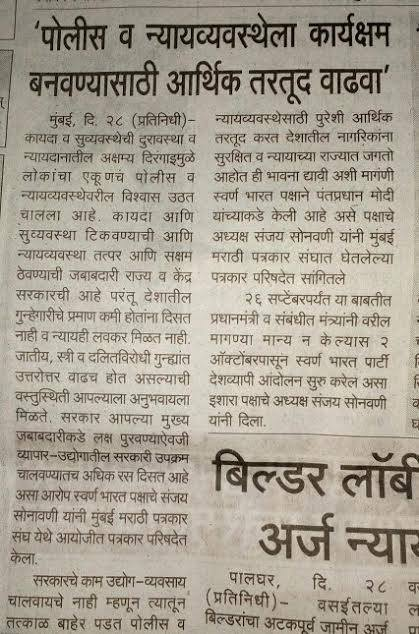 ‘पोलीस व न्यायव्यवस्थेला कार्यक्षम
बनवण्यासाठी आर्थिक तरतूद वाढवा’
मुंबई, दि. २८ (प्रतिनिधी)-
कायदा व सुव्यवस्थेची दुरावस्था व
न्यायदानातील अक्षम्य दिरंगाइमुळे
लोकांचा एकूणचं पोलीस व
न्यायव्यवस्थेवरील विश्वास उठत
चालला आहे. कायदा आणि
सुव्यवस्था टिकवण्याची आणि
न्यायव्यवस्था तत्पर आणि सक्षम
ठेवण्याची जबाबदारी राज्य व केंद्र
सरकारची आहे परंतू देशातील
गुन्हेगारीचे प्रमाण कमी होतांना दिसत
नाही व न्यायही लवकर मिळत नाही.
जातीय, स्त्री व दलितविरोधी गुन्ह्यांत
उत्तरोत्तर वाढच होत असल्याची
वस्तुस्थिती आपल्याला अनुभवायला
मिळते. सरकार आपल्या मुख्य
जबाबदारीकडे लक्ष पुरवण्याऐवजी
व्यापार-उद्योगातील सरकारी उपक्रम
चालवण्यातच अधिक रस दिसत आहे
असा आरोप स्वर्ण भारत पक्षाचे संजय
सोनावणी यांनी मुंबई मराठी पत्रकार
संघ येथे आयोजीत पत्रकार परिषदेत
केला.
सरकारचे काम उद्योग-व्यवसाय
चालवायचे नाही म्हणून त्यातून
तत्काळ बाहेर पडत पोलीस व
न्यायव्यवस्थेसाठी पुरेशी आर्थिक
तरतूद करत देशातील नागरिकांना
सुरक्षित व न्यायाच्या राज्यात जगतो
आहोत ही भावना द्यावी अशी मागंणी
स्वर्ण भारत पक्षाने पंतप्रधान मोदी
यांच्याकडे केली आहे असे पक्षाचे
अध्यक्ष संजय सोनवणी यांनी मुंबई
मराठी पत्रकार संघात घेतलेल्या
पत्रकार परिषदेत सांगितले
२६ सप्टेंबरपर्यंत या बाबतीत
प्रधानमंत्री व संबंधीत मंत्र्यांनी वरील
मागण्या मान्य न केल्यास २
ऑक्टोंबरपासून स्वर्ण भारत पार्टी
देशव्यापी आंदोलन सुरु करेल असा
इशारा पक्षाचे अध्यक्ष संजय सोनवणी
यांनी दिला.
बिल्डर लॉबी
अर्ज न्याय
पालघर, दि. २८
(प्रतिनिधी)- वसईतल्या
बिल्डरांचा अटकपूर्व जामीन अर्ज